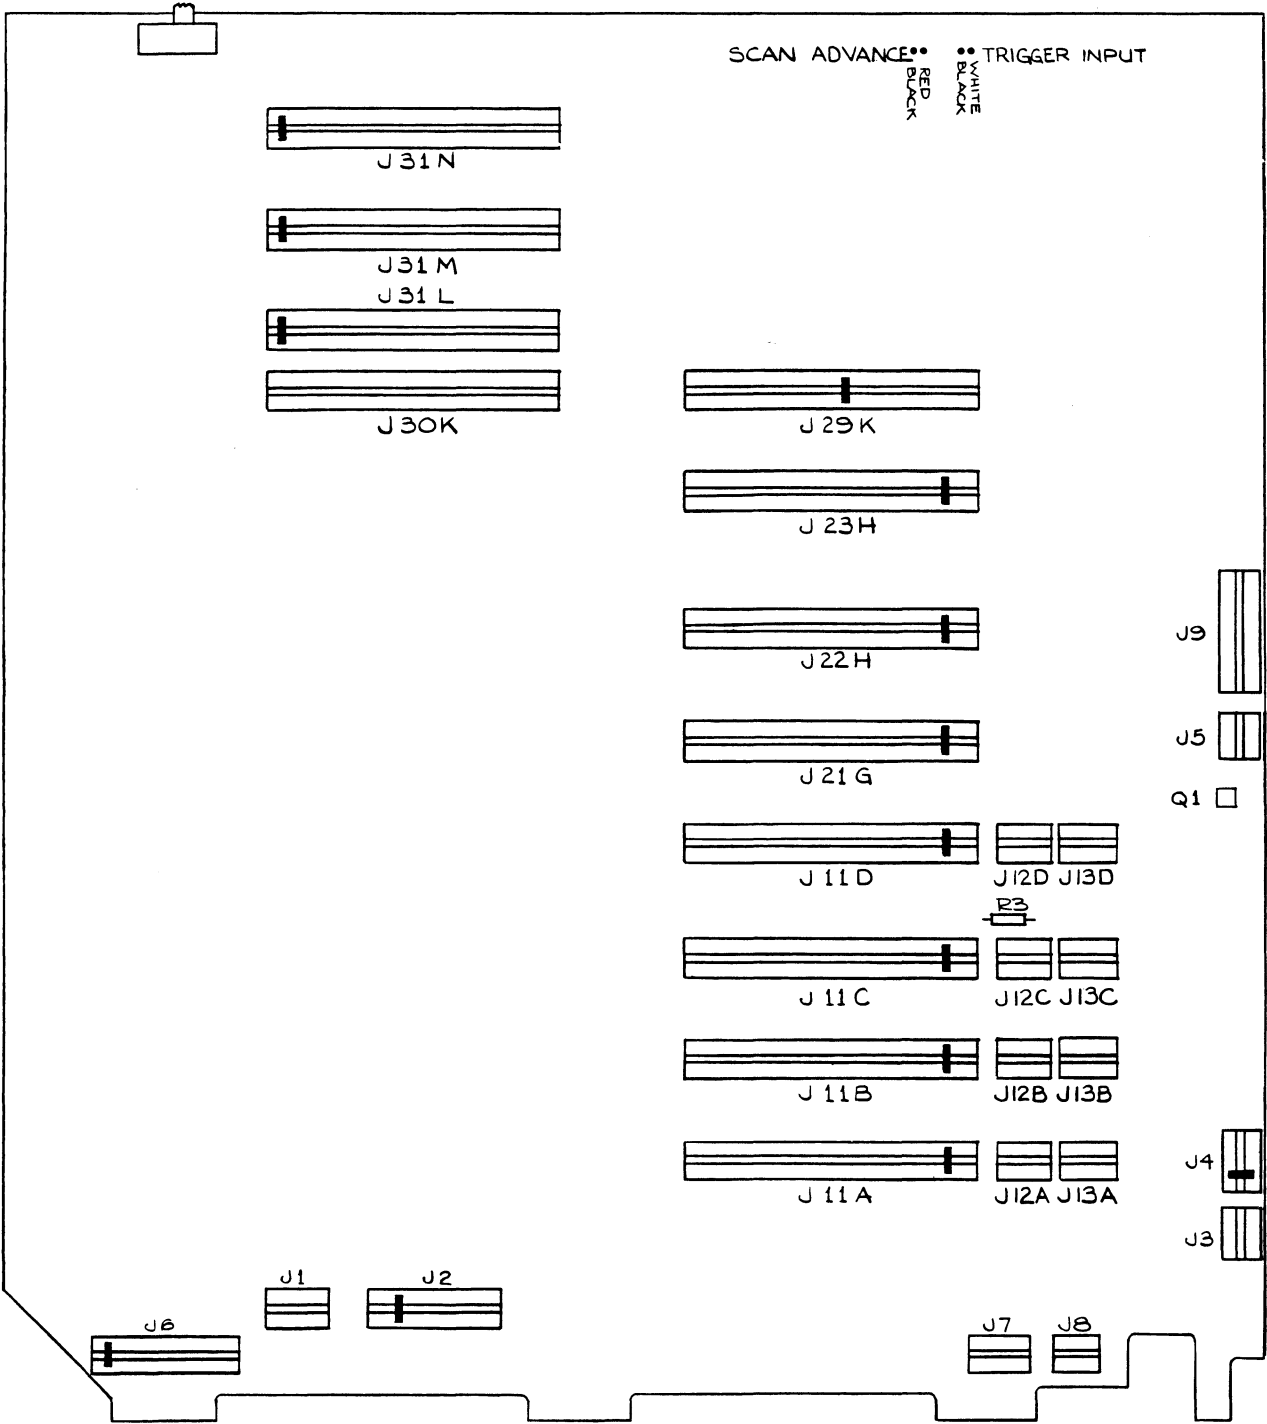 SCAN ADVANCE
TRIGGER INPUT
RED
BLACK
WHITE
BLACK
J31N
J31M
J31L
J30K
J29K
J23H
J22H
J9
J21G
J5
Q1
J11D
J12D
J13D
R3
J11C
J12C
J13C
J11B
J12B
J13B
J11A
J12A
J13A
J4
J3
J1
J2
J6
J7
J8